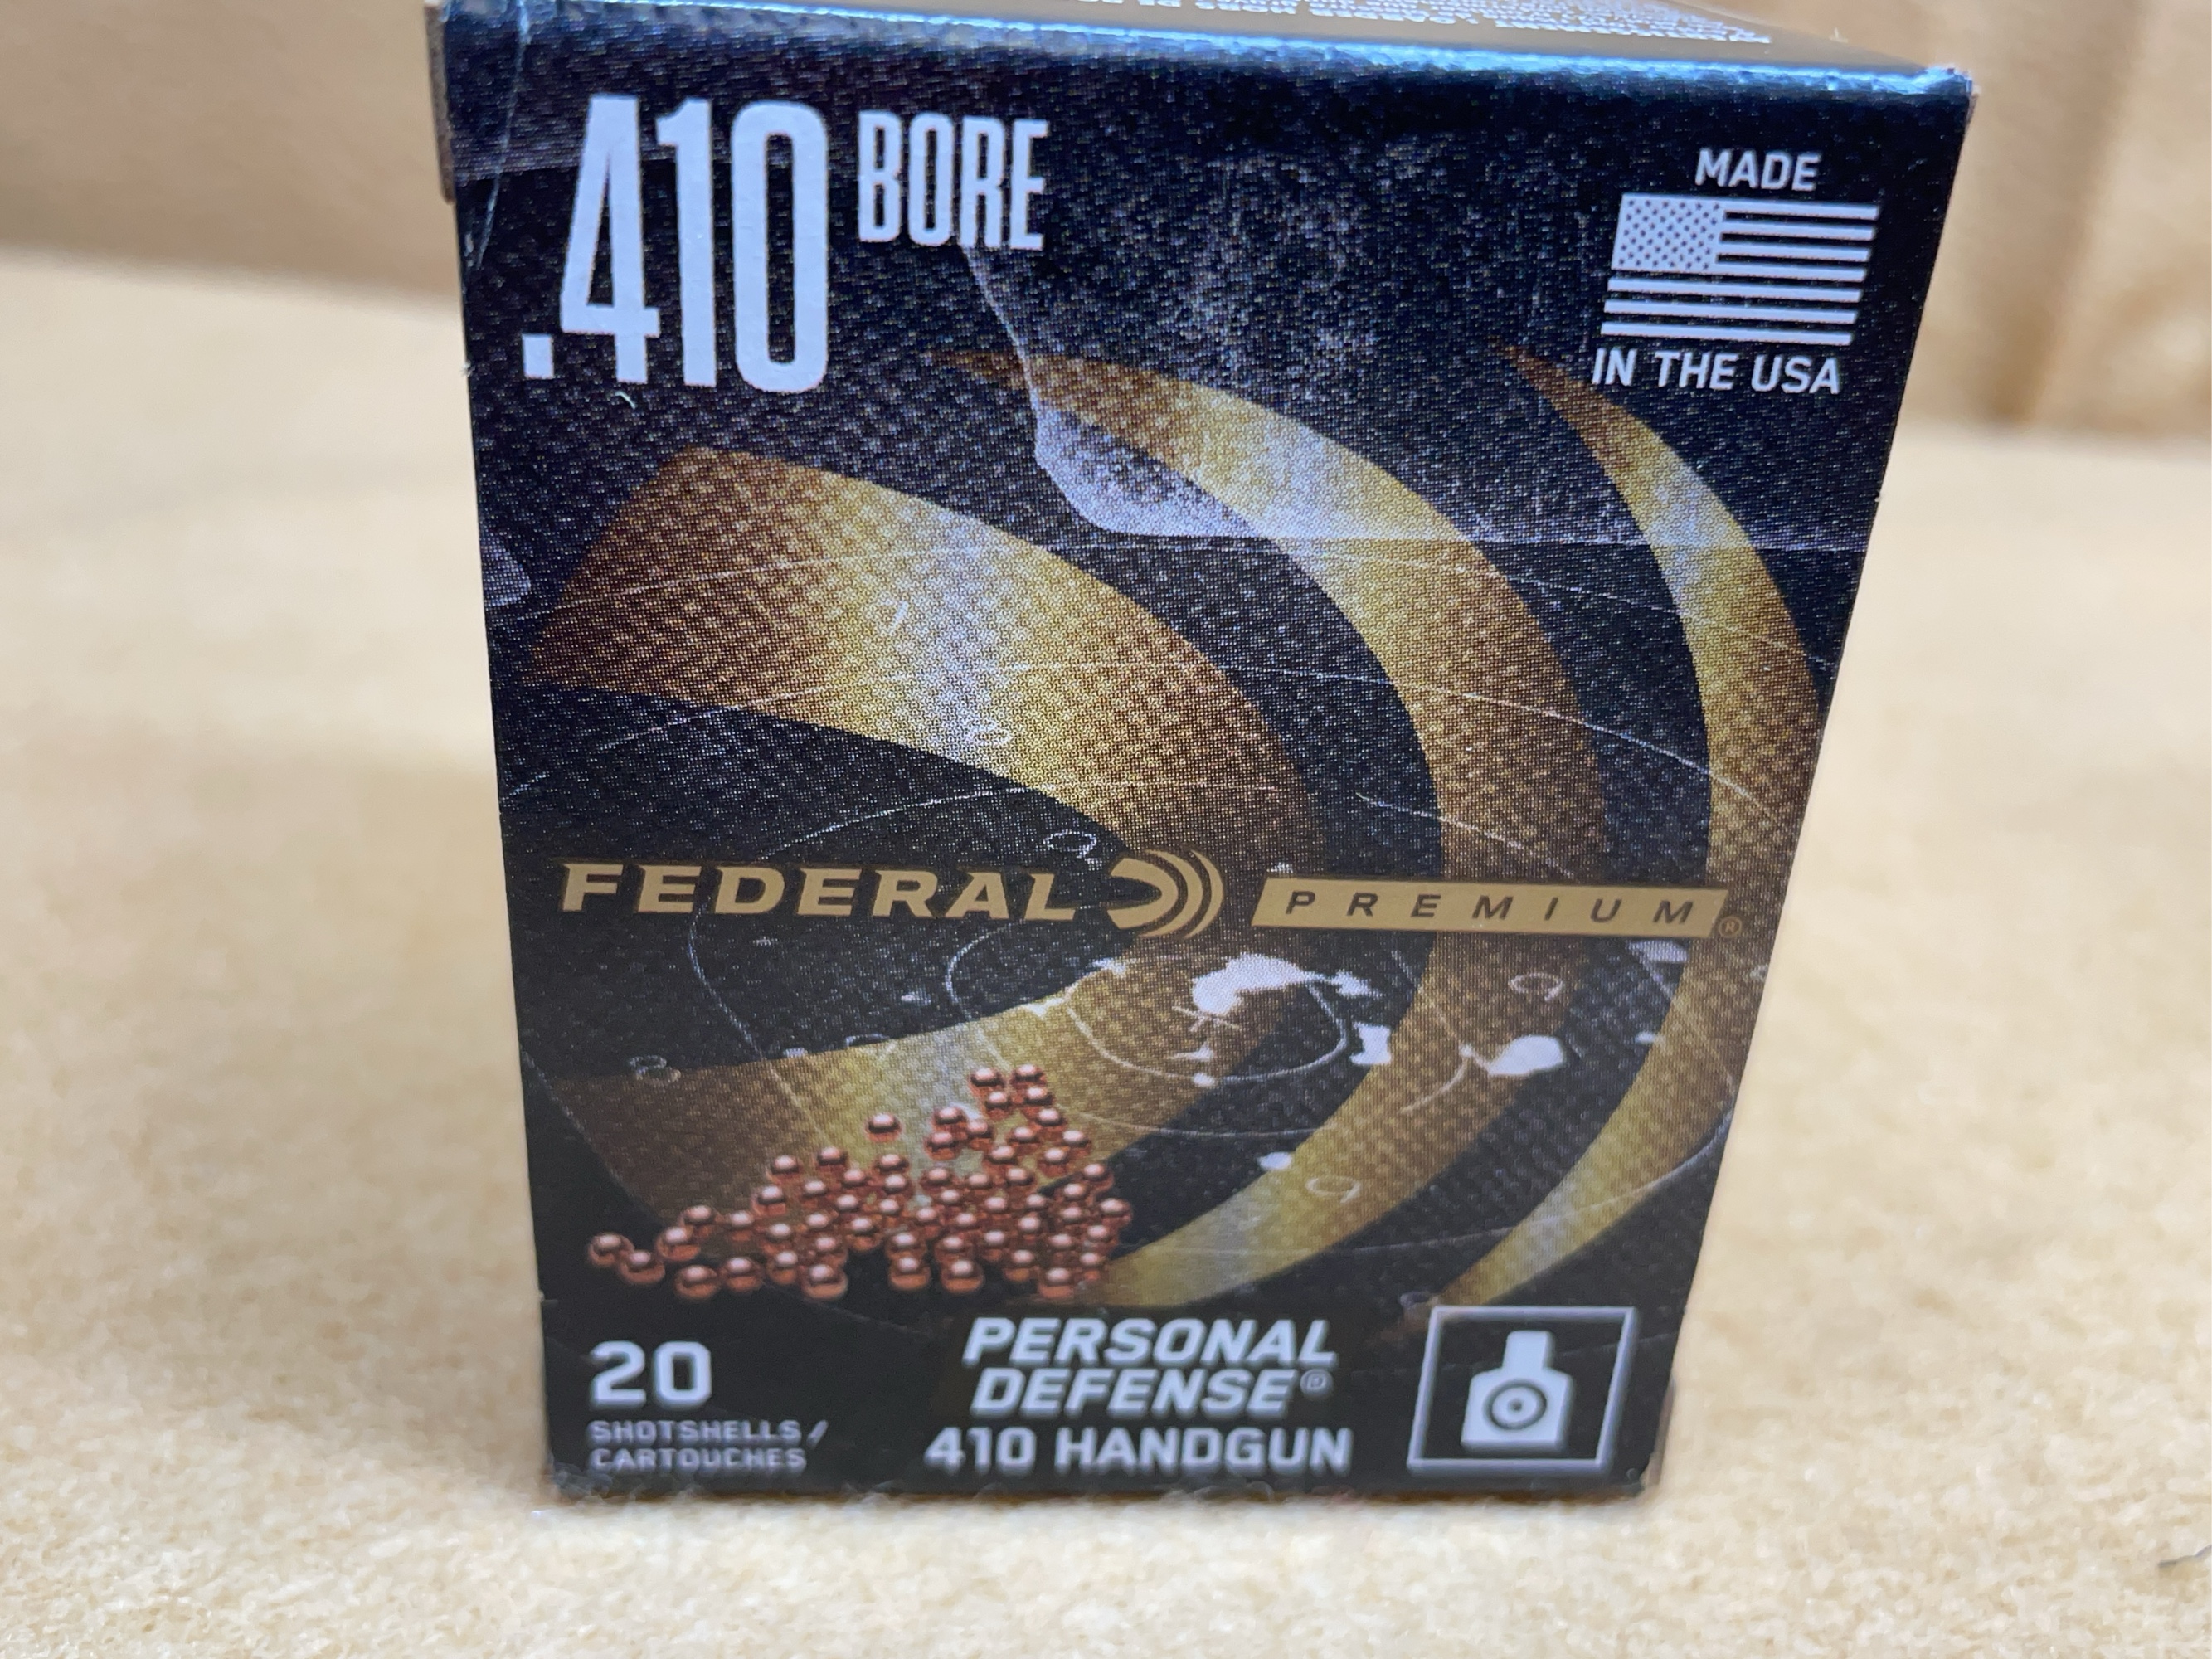 .410 BORE
MADE
IN THE USA
FEDERAL PREMIUM®
20
SHOTSHELLS/
CARTOUCHES
PERSONAL
DEFENSE®
410 HANDGUN